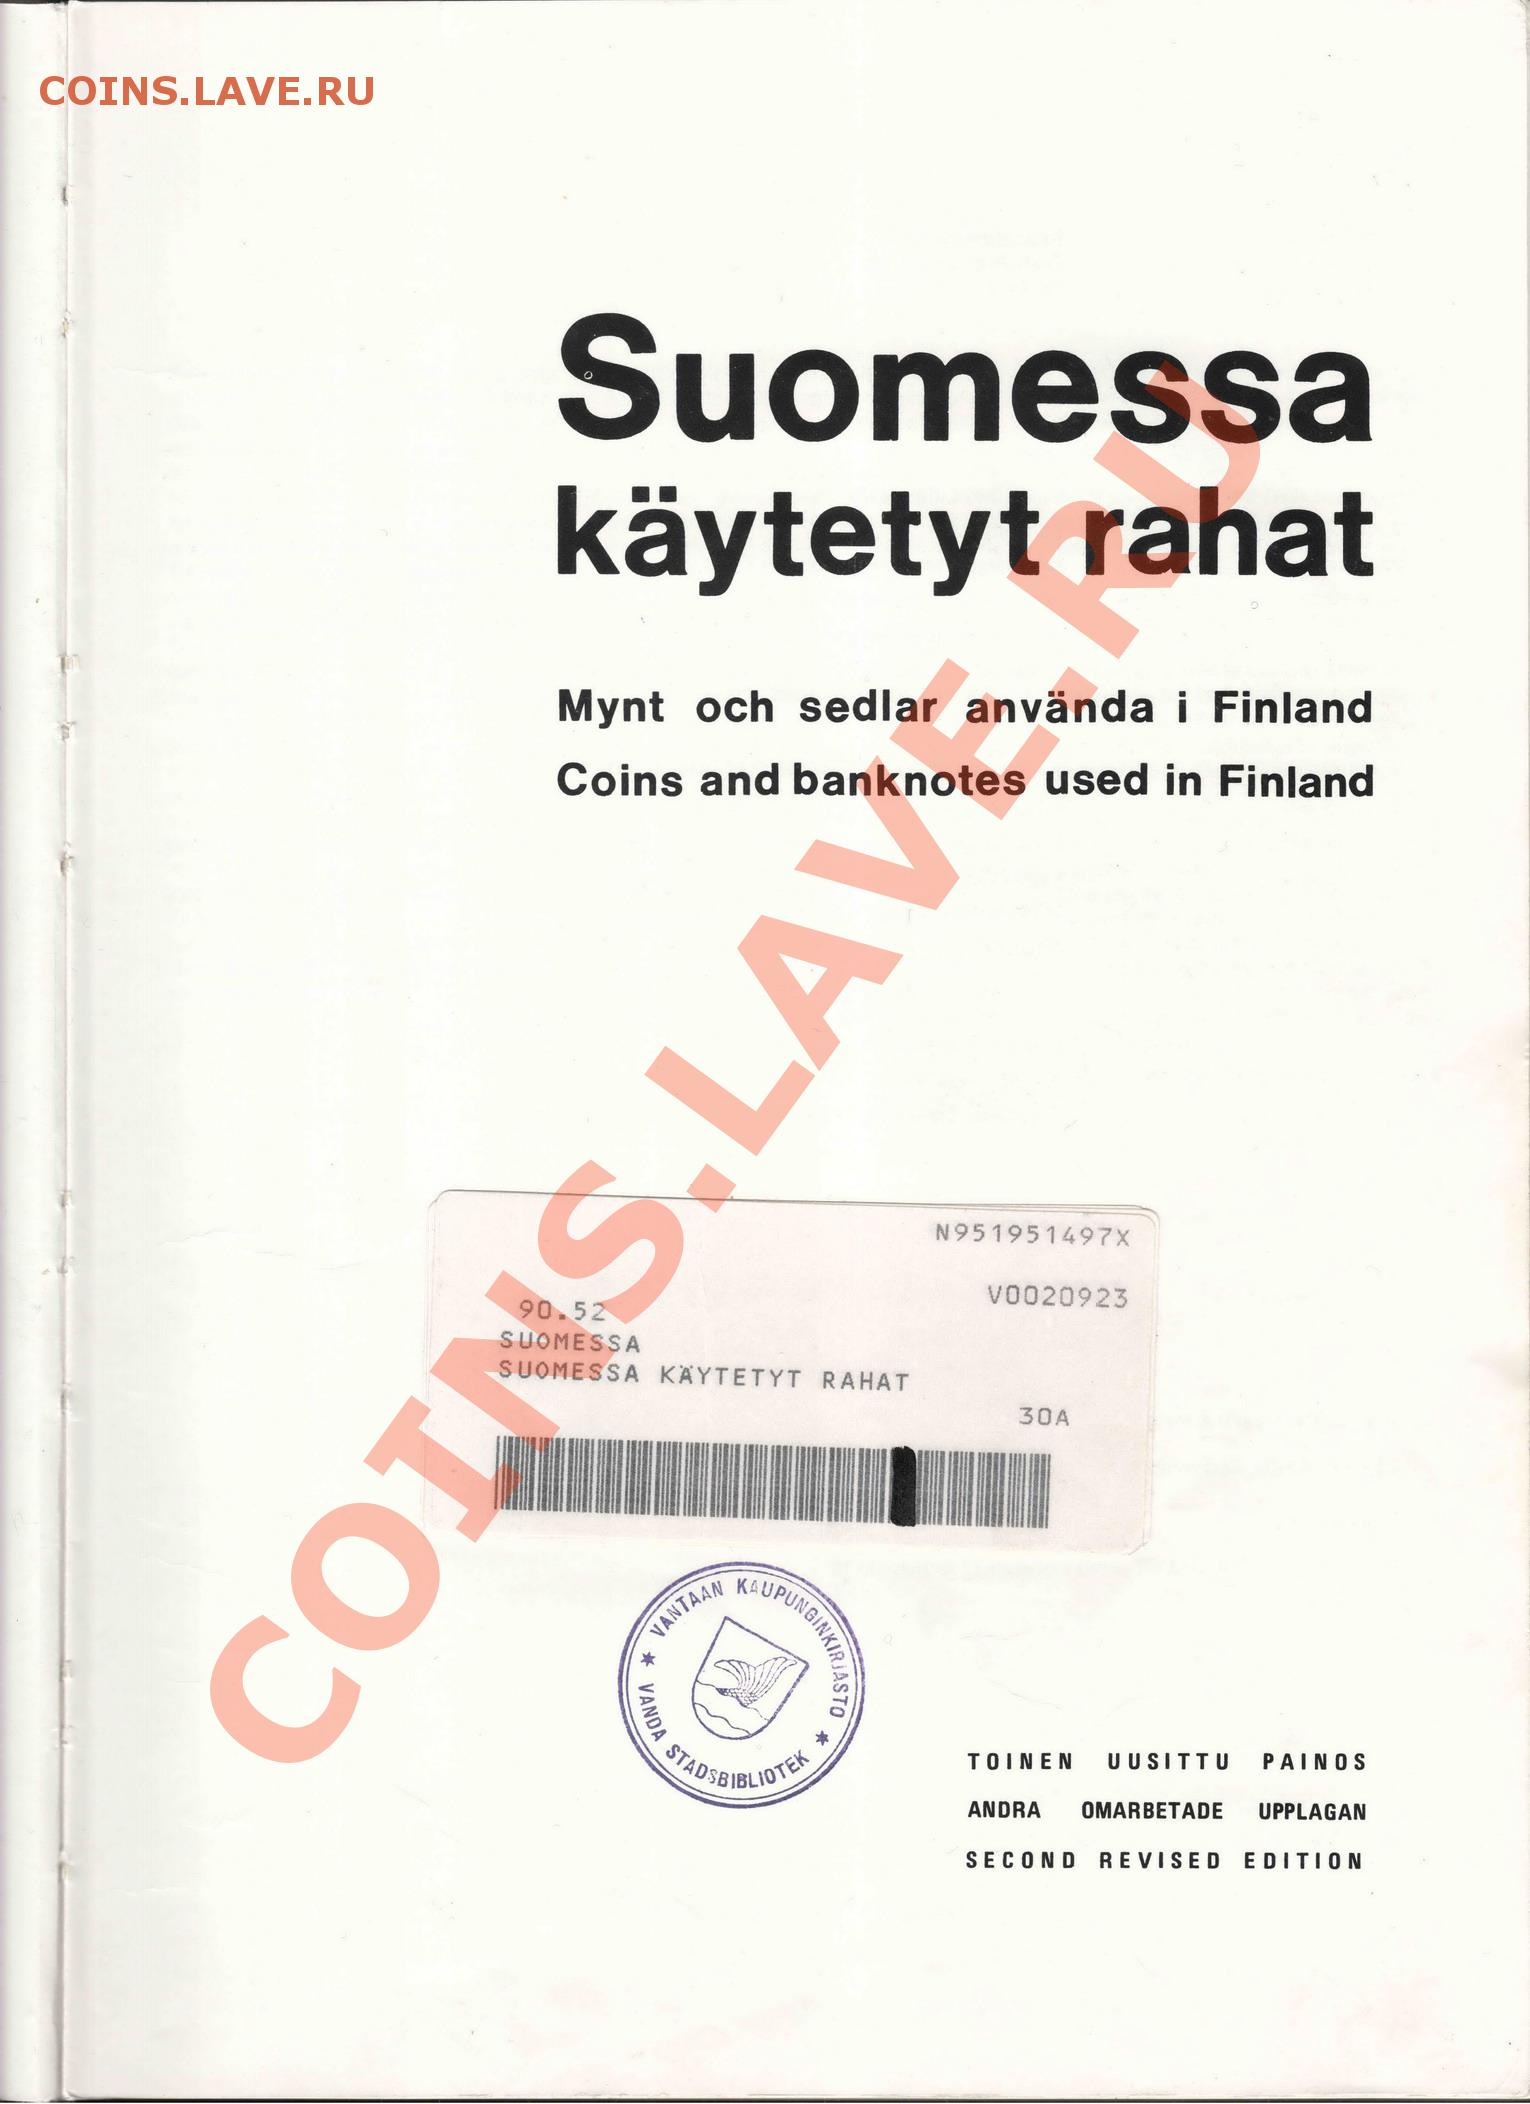 COINS.LAVE.RU
Suomessa
käytetyt rahat
Mynt och sedlar använda i Finland
Coins and banknotes used in Finland
COINS.LAVE.RU
N951951497X
V0020923
90.52
SUOMESSA
SUOMESSA KÄYTETYT RAHAT
30A
* VANTAAN KAUPUNGINKIRJASTO *
VANDA STADSBIBLIOTEK
TOINEN UUSITTU PAINOS
ANDRA OMARBETADE UPPLAGAN
SECOND REVISED EDITION